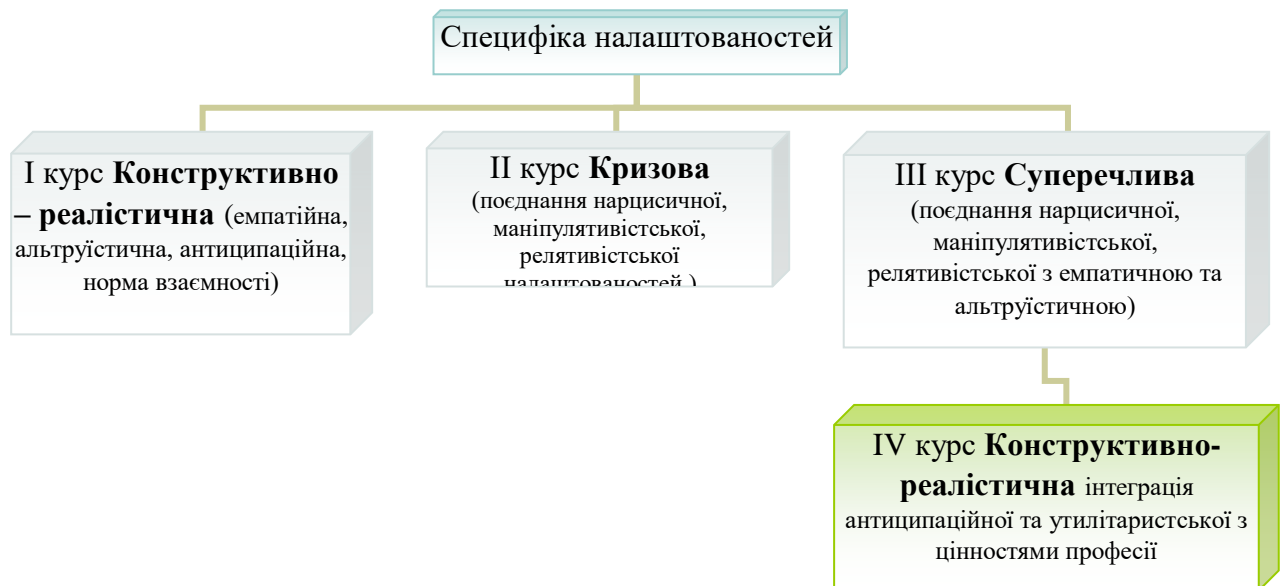 Специфіка налаштованостей
І курс Конструктивно
– реалістична (емпатійна,
альтруїстична, антиципаційна,
норма взаємності)
ІІ курс Кризова
(поєднання нарцисичної,
маніпулятивістської,
релятивістської
налаштованостей )
ІІІ курс Суперечлива
(поєднання нарцисичної,
маніпулятивістської,
релятивістської з емпатичною та
альтруїстичною)
IV курс Конструктивно-
реалістична інтеграція
антиципаційної та утилітаристської з
цінностями професії